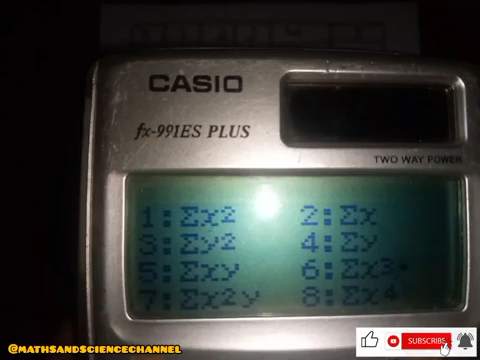 CASIO
fx-991ES PLUS
TWO WAY POWER
1:Σx² 2:Σx
3:Σy² 4:Σy
5:Σxy 6:Σx³
7:Σx²y 8:Σx⁴
@MATHSANDSCIENCECHANNEL
SUBSCRIBE